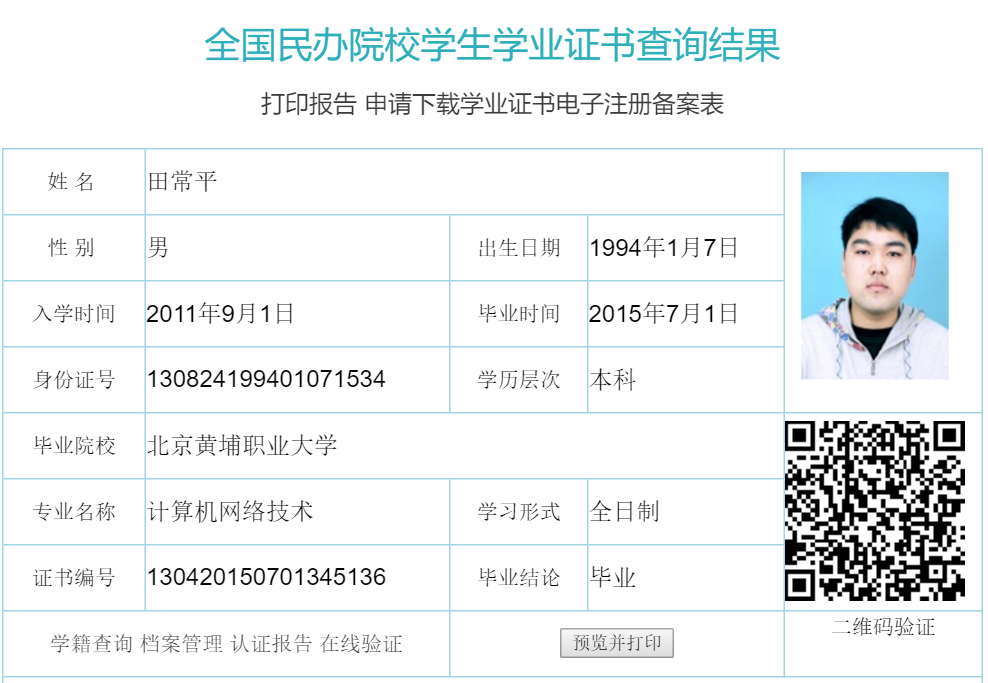 全国民办院校学生学业证书查询结果
打印报告 申请下载学业证书电子注册备案表
姓 名 田常平
性 别 男 出生日期 1994年1月7日
入学时间 2011年9月1日 毕业时间 2015年7月1日
身份证号 130824199401071534 学历层次 本科
毕业院校 北京黄埔职业大学
专业名称 计算机网络技术 学习形式 全日制
证书编号 130420150701345136 毕业结论 毕业
学籍查询 档案管理 认证报告 在线验证 预览并打印 二维码验证